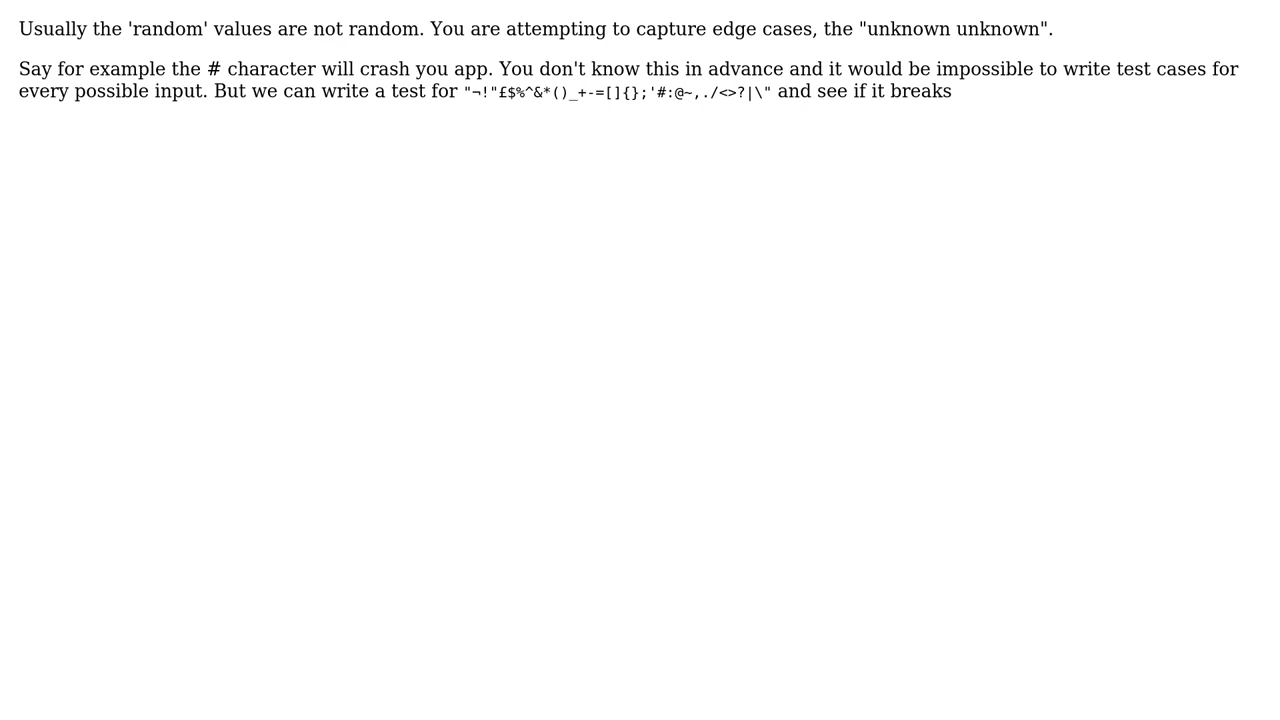 Usually the 'random' values are not random. You are attempting to capture edge cases, the "unknown unknown".
Say for example the # character will crash you app. You don't know this in advance and it would be impossible to write test cases for
every possible input. But we can write a test for "¬!"£$%^&*()_+-=[]{};'#:@~,./<>?|\" and see if it breaks